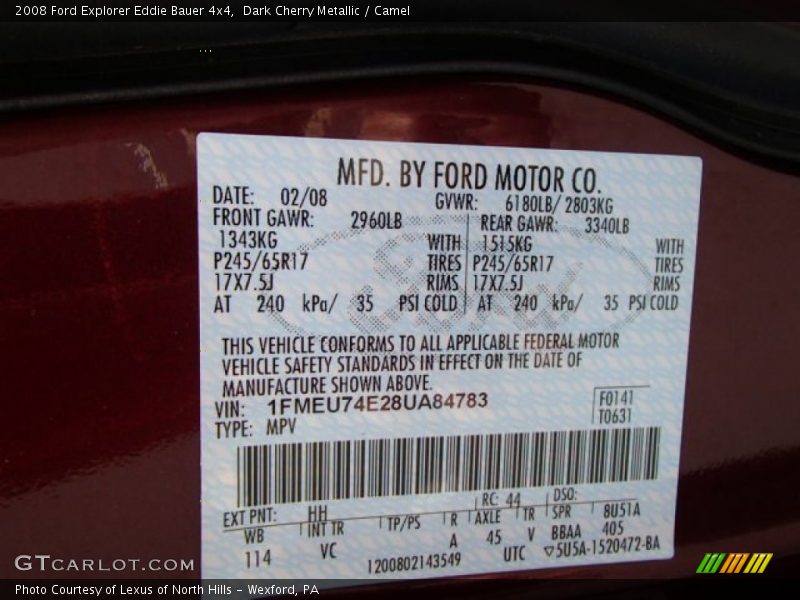 2008 Ford Explorer Eddie Bauer 4x4, Dark Cherry Metallic / Camel
MFD. BY FORD MOTOR CO.
DATE: 02/08 GVWR: 6180LB/ 2803KG
FRONT GAWR: 2960LB REAR GAWR: 3340LB
1343KG WITH 1515KG WITH
P245/65R17 TIRES P245/65R17 TIRES
17X7.5J RIMS 17X7.5J RIMS
AT 240 kPa/ 35 PSI COLD AT 240 kPa/ 35 PSI COLD
THIS VEHICLE CONFORMS TO ALL APPLICABLE FEDERAL MOTOR
VEHICLE SAFETY STANDARDS IN EFFECT ON THE DATE OF
MANUFACTURE SHOWN ABOVE.
VIN: 1FMEU74E28UA84783 F0141
TYPE: MPV T0631
EXT PNT: HH RC: 44 DSO:
WB INT TR TP/PS R AXLE TR SPR 8U51A
114 VC A 45 V BBAA 405
1200802143549 UTC ▽5U5A-1520472-BA
GTCARLOT.COM
Photo Courtesy of Lexus of North Hills - Wexford, PA